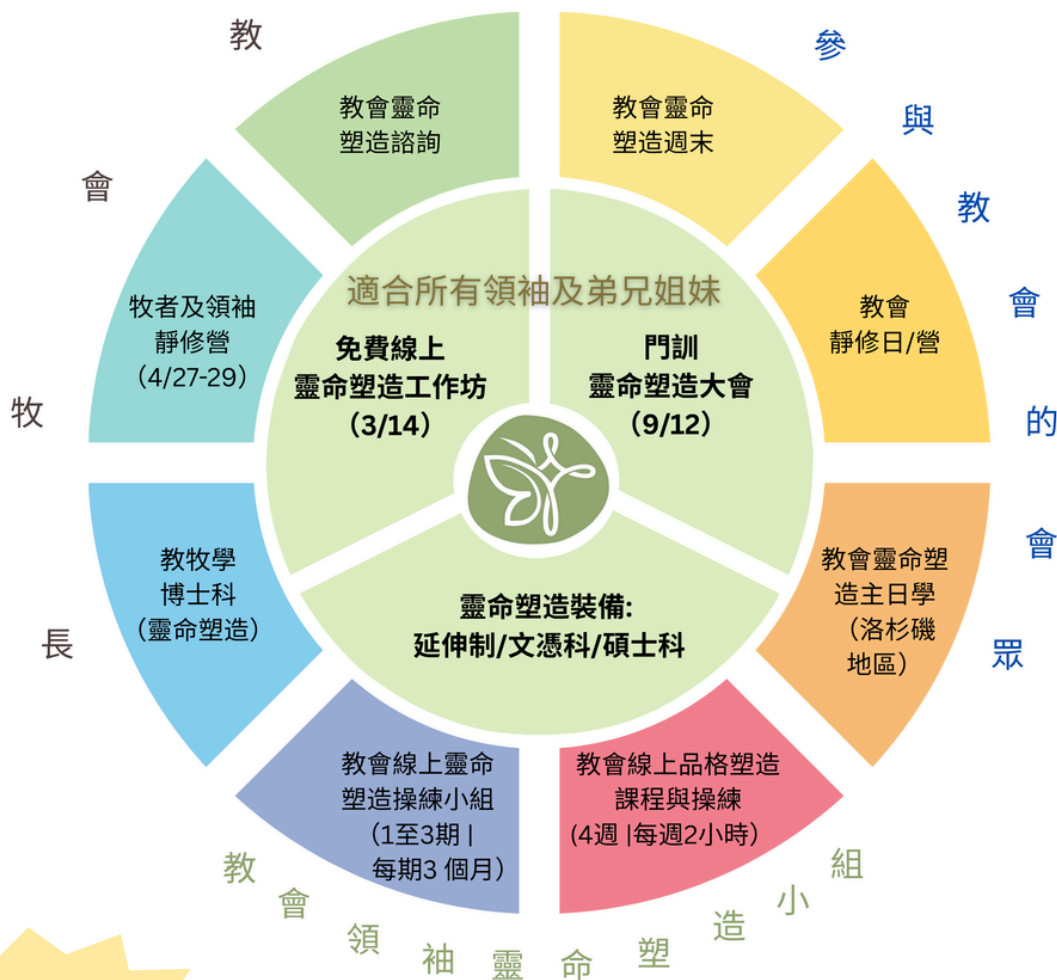 教會牧長
參與教會的會眾
教會領袖靈命塑造小組
教會靈命
塑造諮詢
教會靈命
塑造週末
牧者及領袖
靜修營
（4/27-29）
教會
靜修日/營
適合所有領袖及弟兄姐妹
免費線上
靈命塑造工作坊
（3/14）
門訓
靈命塑造大會
（9/12）
靈命塑造裝備:
延伸制/文憑科/碩士科
教牧學
博士科
（靈命塑造）
教會靈命塑
造主日學
（洛杉磯
地區）
教會線上靈命
塑造操練小組
（1至3期 |
每期3 個月）
教會線上品格塑造
課程與操練
(4週 |每週2小時）